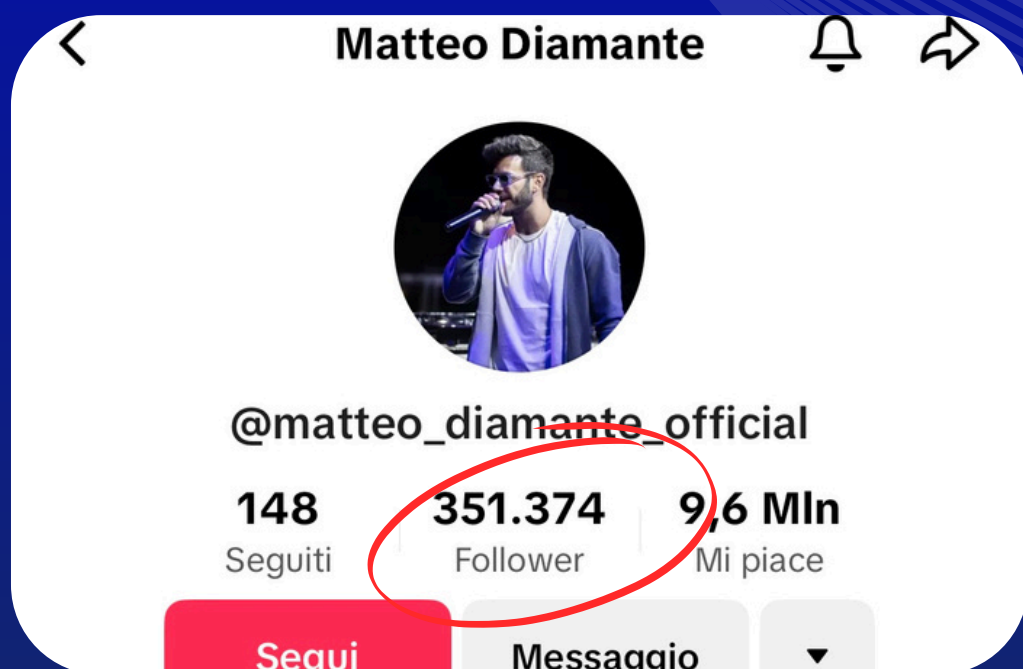 Matteo Diamante
@matteo_diamante_official
148 351.374 9,6 Mln
Seguiti Follower Mi piace
Segui Messaggio